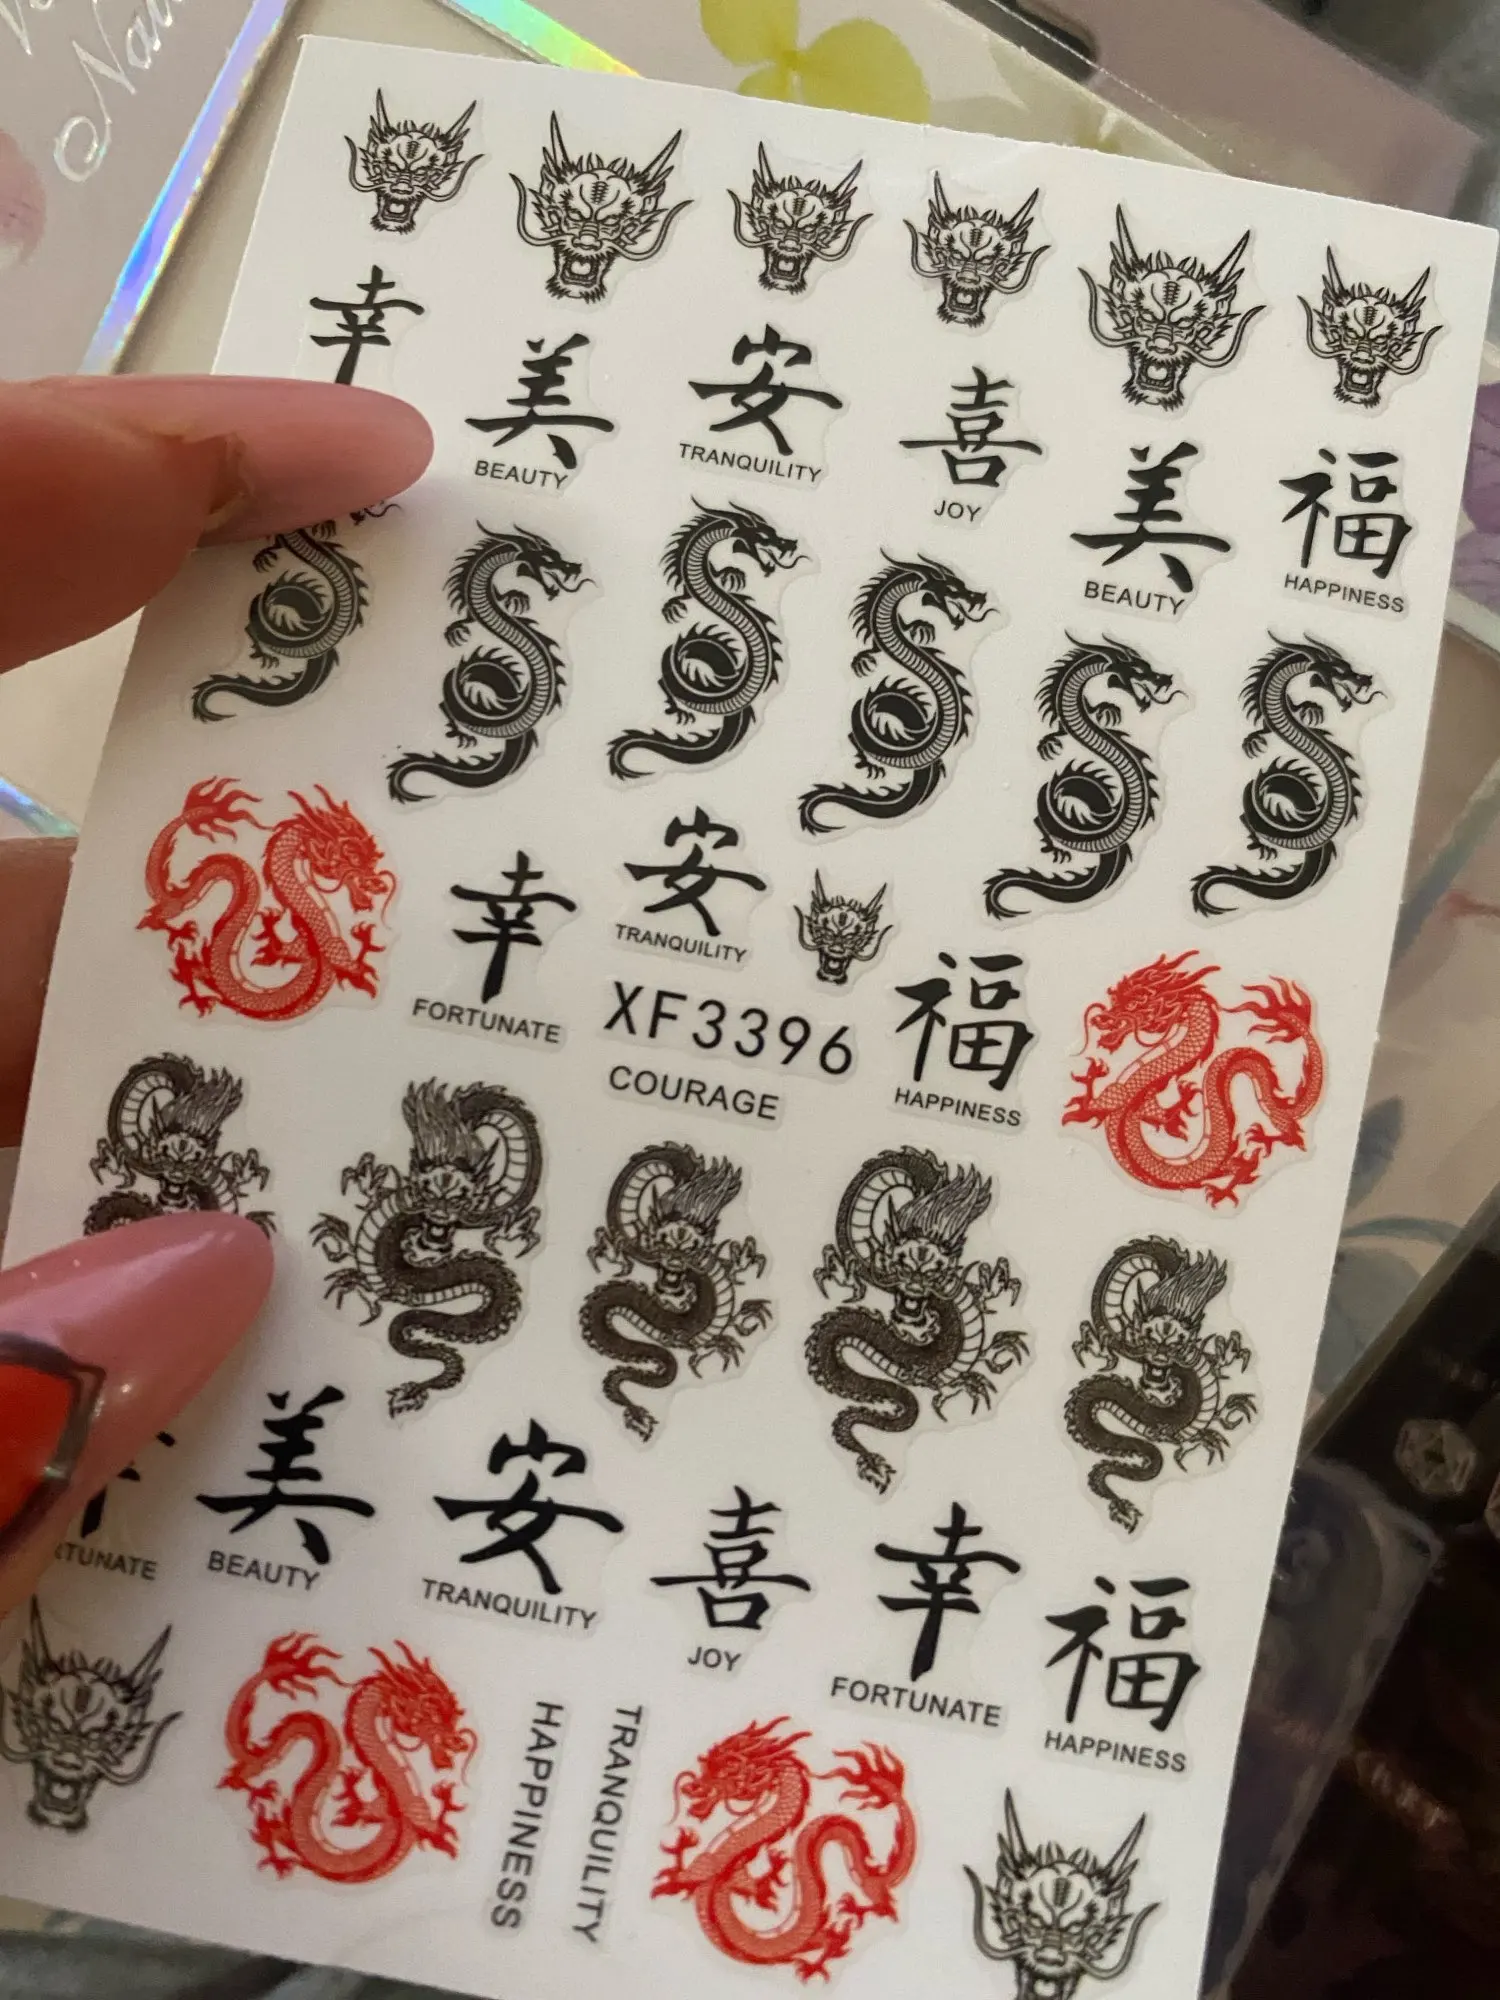 Nail
幸
美
BEAUTY
安
TRANQUILITY
喜
JOY
美
BEAUTY
福
HAPPINESS
幸
FORTUNATE
安
TRANQUILITY
XF3396
COURAGE
福
HAPPINESS
美
BEAUTY
安
TRANQUILITY
喜
JOY
幸
FORTUNATE
福
HAPPINESS
HAPPINESS
TRANQUILITY